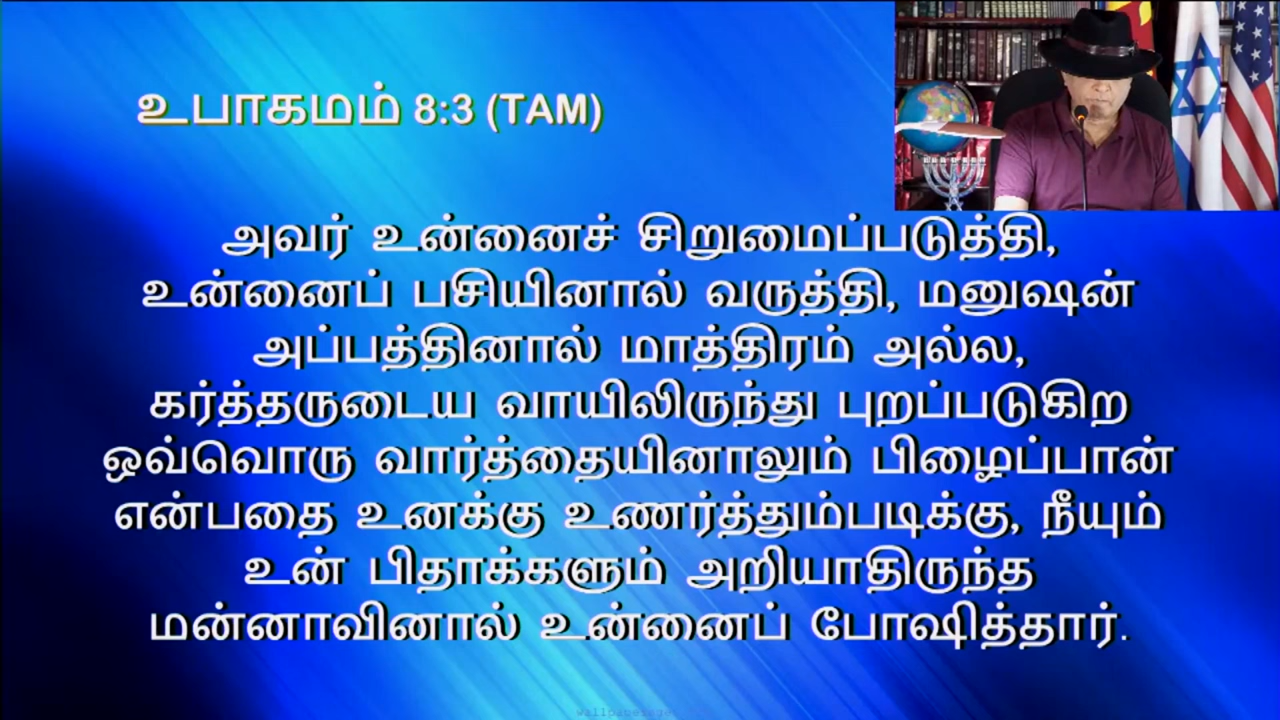 உபாகமம் 8:3 (TAM)
அவர் உன்னைச் சிறுமைப்படுத்தி,
உன்னைப் பசியினால் வருத்தி, மனுஷன்
அப்பத்தினால் மாத்திரம் அல்ல,
கர்த்தருடைய வாயிலிருந்து புறப்படுகிற
ஒவ்வொரு வார்த்தையினாலும் பிழைப்பான்
என்பதை உனக்கு உணர்த்தும்படிக்கு, நீயும்
உன் பிதாக்களும் அறியாதிருந்த
மன்னாவினால் உன்னைப் போஷித்தார்.